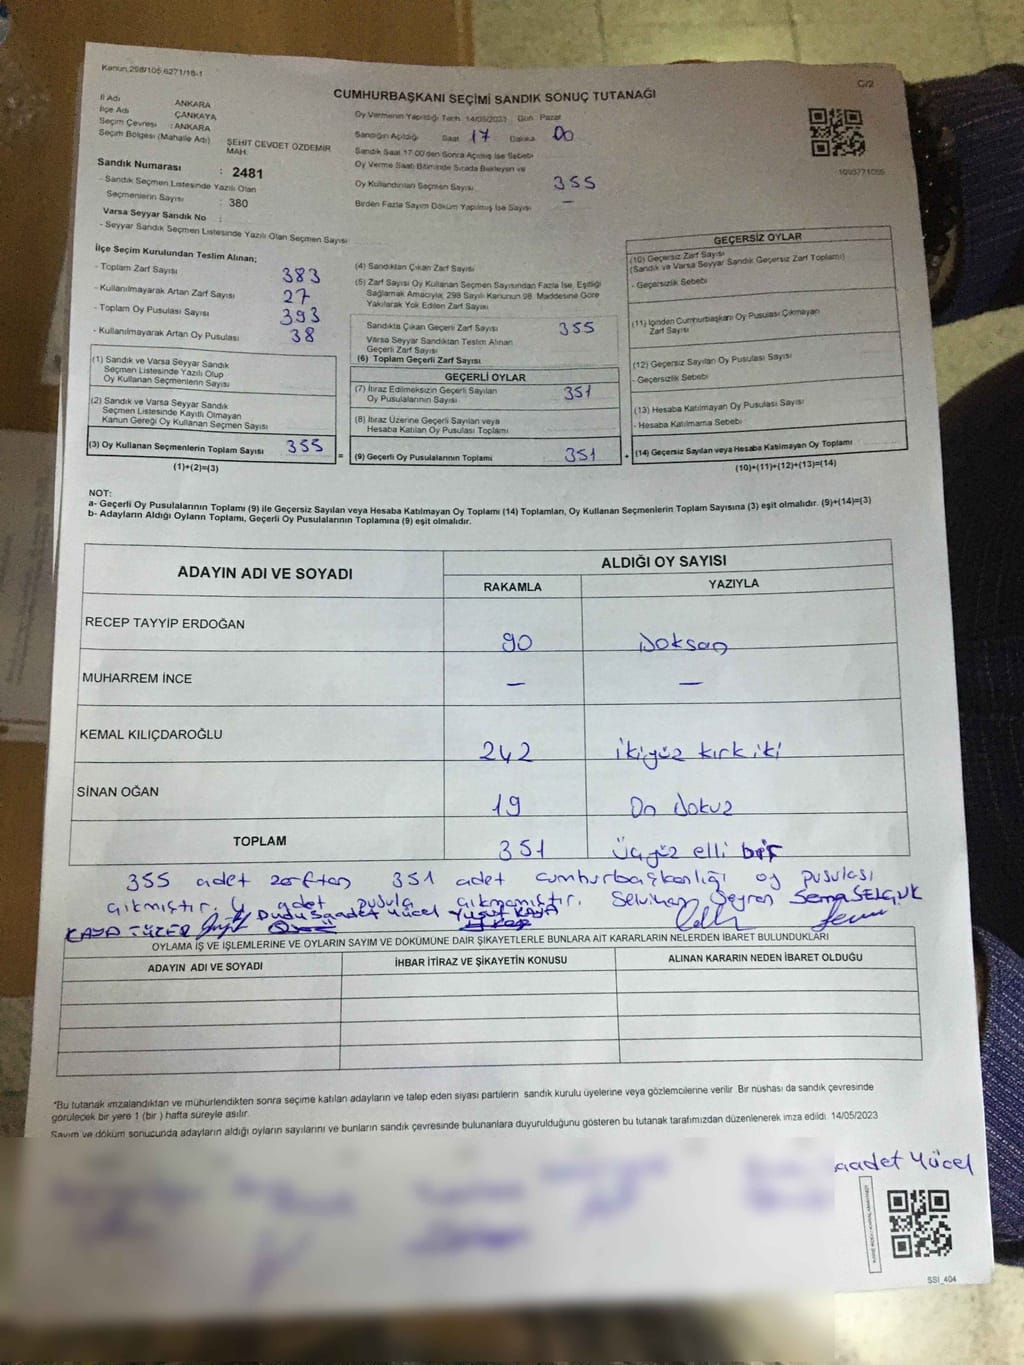 Kanun:298/105;6271/18-1
C/2
CUMHURBAŞKANI SEÇİMİ SANDIK SONUÇ TUTANAĞI
İl Adı ANKARA
İlçe Adı ÇANKAYA
Seçim Çevresi : ANKARA
Seçim Bölgesi (Mahalle Adı) ŞEHİT CEVDET ÖZDEMİR MAH.
Sandık Numarası : 2481
- Sandık Seçmen Listesinde Yazılı Olan
Seçmenlerin Sayısı : 380
Varsa Seyyar Sandık No :
- Seyyar Sandık Seçmen Listesinde Yazılı Olan Seçmen Sayısı
Oy Vermenin Yapıldığı Tarih 14/05/2023 Gün: Pazar
Sandığın Açıldığı Saat 17 Dakika 00
Sandık Saat 17:00'den Sonra Açılmış İse Sebebi
Oy Verme Saati Bitiminde Sırada Bekleyen ve
Oy Kullandırılan Seçmen Sayısı 355
Birden Fazla Sayım Döküm Yapılmış İse Sayısı —
1093771055
İlçe Seçim Kurulundan Teslim Alınan;
- Toplam Zarf Sayısı 383
- Kullanılmayarak Artan Zarf Sayısı 27
- Toplam Oy Pusulası Sayısı 393
- Kullanılmayarak Artan Oy Pusulası 38
(1) Sandık ve Varsa Seyyar Sandık
Seçmen Listesinde Yazılı Olup
Oy Kullanan Seçmenlerin Sayısı
(2) Sandık ve Varsa Seyyar Sandık
Seçmen Listesinde Kayıtlı Olmayan
Kanun Gereği Oy Kullanan Seçmen Sayısı
(3) Oy Kullanan Seçmenlerin Toplam Sayısı 355
(1)+(2)=(3)
=
(4) Sandıktan Çıkan Zarf Sayısı
(5) Zarf Sayısı Oy Kullanan Seçmen Sayısından Fazla İse, Eşitliği
Sağlamak Amacıyla; 298 Sayılı Kanunun 98. Maddesine Göre
Yakılarak Yok Edilen Zarf Sayısı
Sandıkta Çıkan Geçerli Zarf Sayısı 355
Varsa Seyyar Sandıktan Teslim Alınan
Geçerli Zarf Sayısı
(6) Toplam Geçerli Zarf Sayısı
GEÇERLİ OYLAR
(7) İtiraz Edilmeksizin Geçerli Sayılan
Oy Pusulalarının Sayısı 351
(8) İtiraz Üzerine Geçerli Sayılan veya
Hesaba Katılan Oy Pusulası Toplamı
(9) Geçerli Oy Pusulalarının Toplamı 351
+
GEÇERSİZ OYLAR
(10) Geçersiz Zarf Sayısı
(Sandık ve Varsa Seyyar Sandık Geçersiz Zarf Toplamı)
- Geçersizlik Sebebi
(11) İçinden Cumhurbaşkanı Oy Pusulası Çıkmayan
Zarf Sayısı
(12) Geçersiz Sayılan Oy Pusulası Sayısı
- Geçersizlik Sebebi
(13) Hesaba Katılmayan Oy Pusulası Sayısı
- Hesaba Katılmama Sebebi
(14) Geçersiz Sayılan veya Hesaba Katılmayan Oy Toplamı
(10)+(11)+(12)+(13)=(14)
NOT:
a- Geçerli Oy Pusulalarının Toplamı (9) ile Geçersiz Sayılan veya Hesaba Katılmayan Oy Toplamı (14) Toplamları, Oy Kullanan Seçmenlerin Toplam Sayısına (3) eşit olmalıdır. (9)+(14)=(3)
b- Adayların Aldığı Oyların Toplamı, Geçerli Oy Pusulalarının Toplamına (9) eşit olmalıdır.
ADAYIN ADI VE SOYADI ALDIĞI OY SAYISI
RAKAMLA YAZIYLA
RECEP TAYYİP ERDOĞAN 90 Doksan
MUHARREM İNCE — —
KEMAL KILIÇDAROĞLU 242 İkiyüz kırk iki
SİNAN OĞAN 19 On dokuz
TOPLAM 351 Üçyüz elli bir
355 adet zarftan 351 adet cumhurbaşkanlığı oy pusulası
çıkmıştır. 4 adet pusula çıkmamıştır. Selvihan Seyran Sema SELÇUK
KAYA TÜZER Dudu Saadet Yücel Yusuf KAYA
OYLAMA İŞ VE İŞLEMLERİNE VE OYLARIN SAYIM VE DÖKÜMÜNE DAİR ŞİKAYETLERLE BUNLARA AİT KARARLARIN NELERDEN İBARET BULUNDUKLARI
ADAYIN ADI VE SOYADI İHBAR İTİRAZ VE ŞİKAYETİN KONUSU ALINAN KARARIN NEDEN İBARET OLDUĞU
"Bu tutanak imzalandıktan ve mühürlendikten sonra seçime katılan adayların ve talep eden siyasi partilerin sandık kurulu üyelerine veya gözlemcilerine verilir. Bir nüshası da sandık çevresinde
görülecek bir yere 1 (bir ) hafta süreyle asılır.
Sayım ve döküm sonucunda adayların aldığı oyların sayılarını ve bunların sandık çevresinde bulunanlara duyurulduğunu gösteren bu tutanak tarafımızdan düzenlenerek imza edildi. 14/05/2023
aadet Yücel
SSI_404